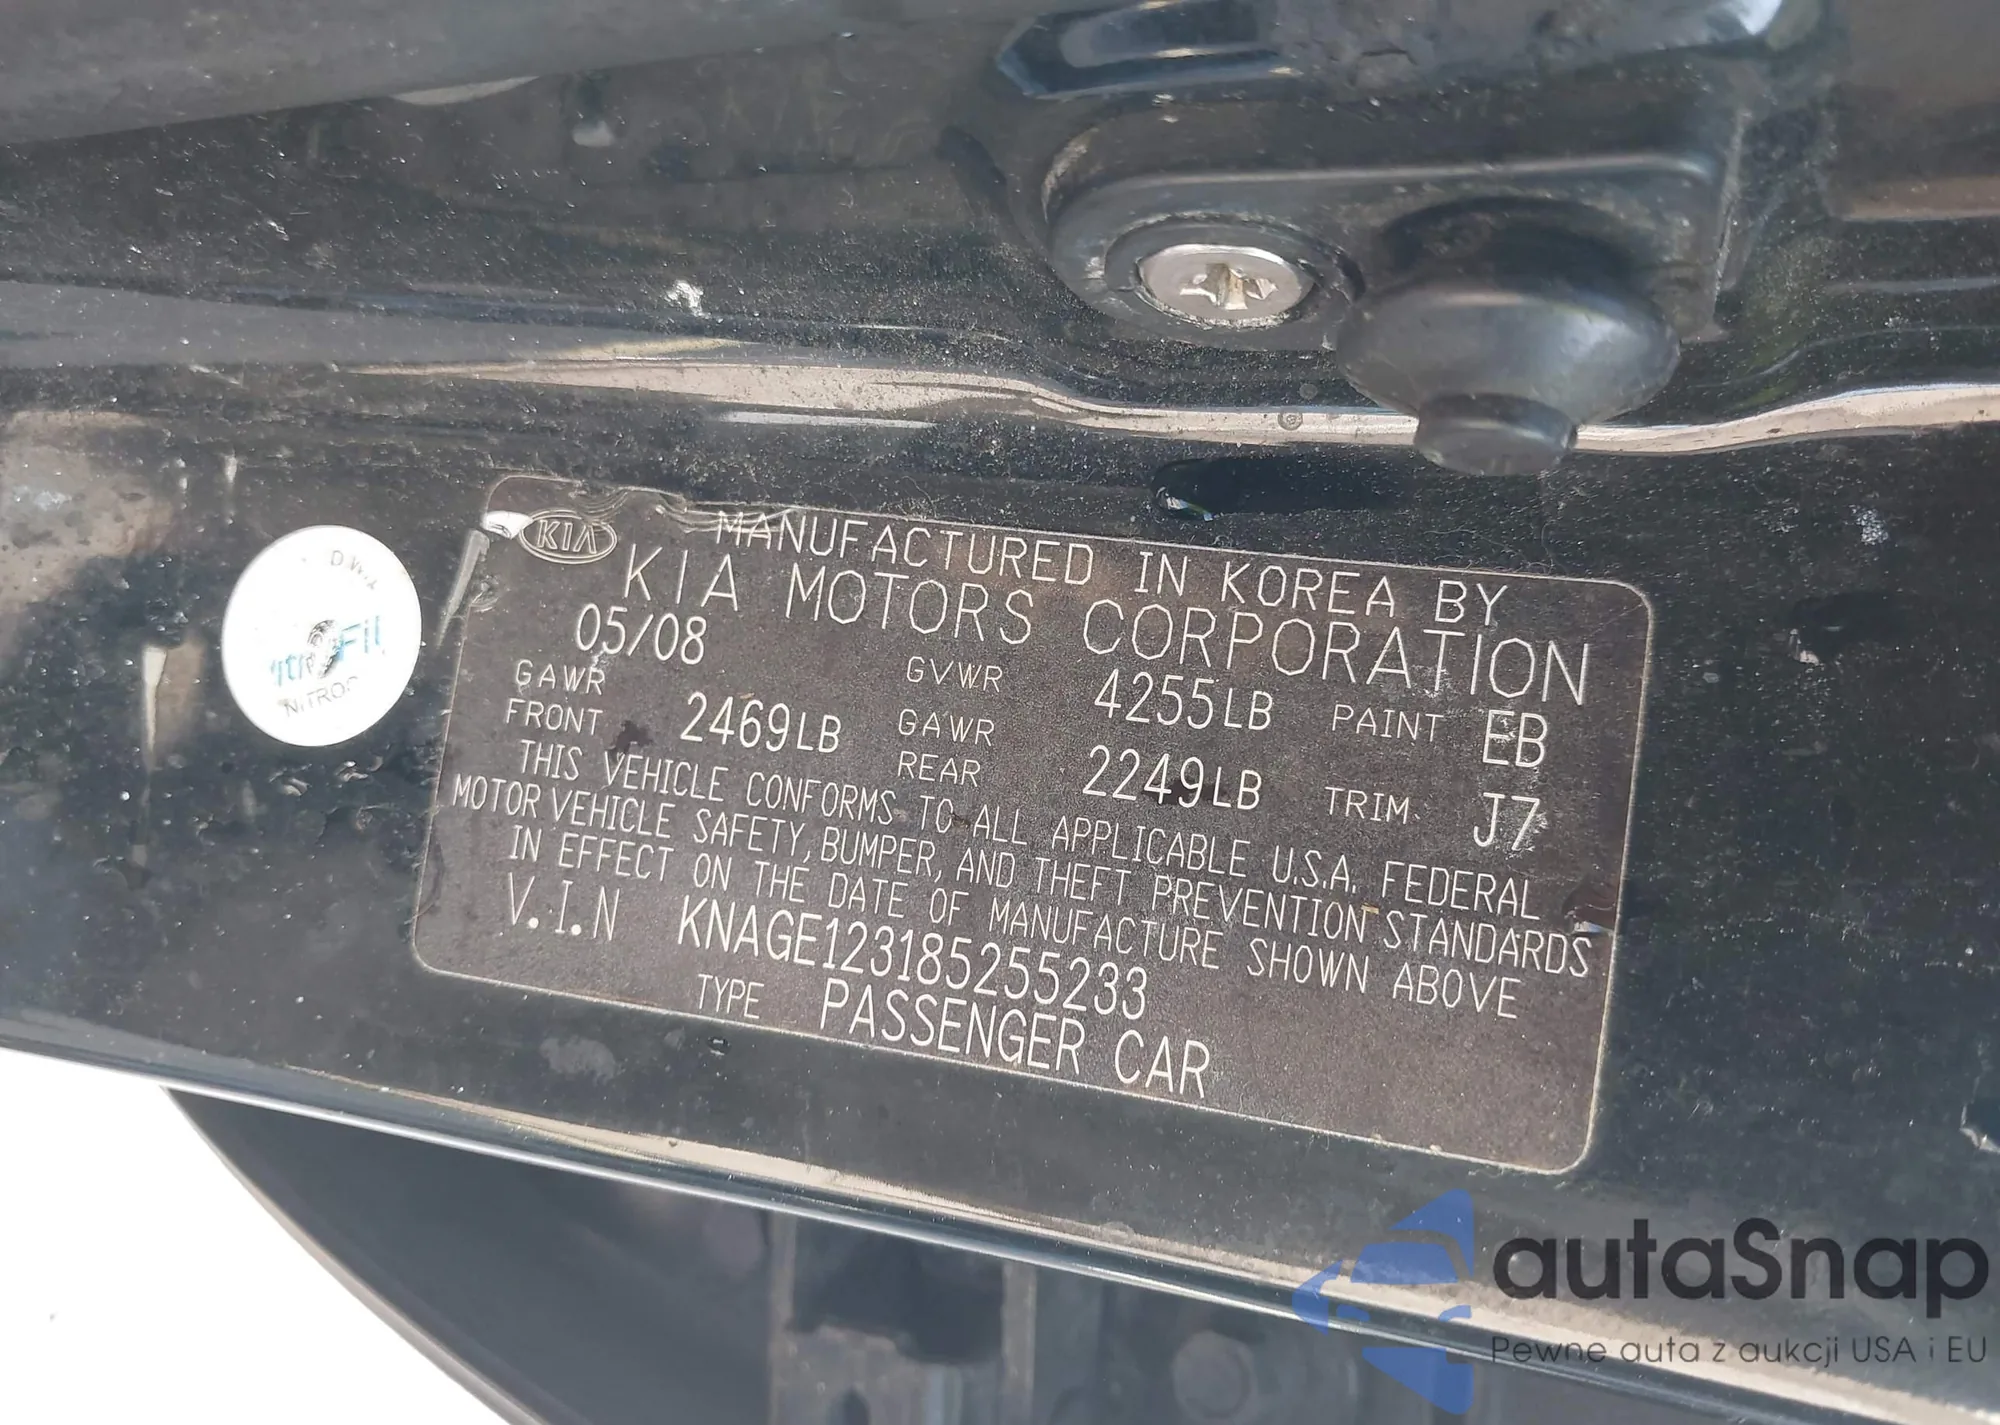 KIA MANUFACTURED IN KOREA BY
KIA MOTORS CORPORATION
05/08 GVWR 4255LB PAINT EB
GAWR FRONT 2469LB GAWR REAR 2249LB TRIM J7
THIS VEHICLE CONFORMS TO ALL APPLICABLE U.S.A. FEDERAL
MOTOR VEHICLE SAFETY, BUMPER, AND THEFT PREVENTION STANDARDS
IN EFFECT ON THE DATE OF MANUFACTURE SHOWN ABOVE
V.I.N KNAGE123185255233
TYPE PASSENGER CAR
autaSnap
Pewne auta z aukcji USA i EU